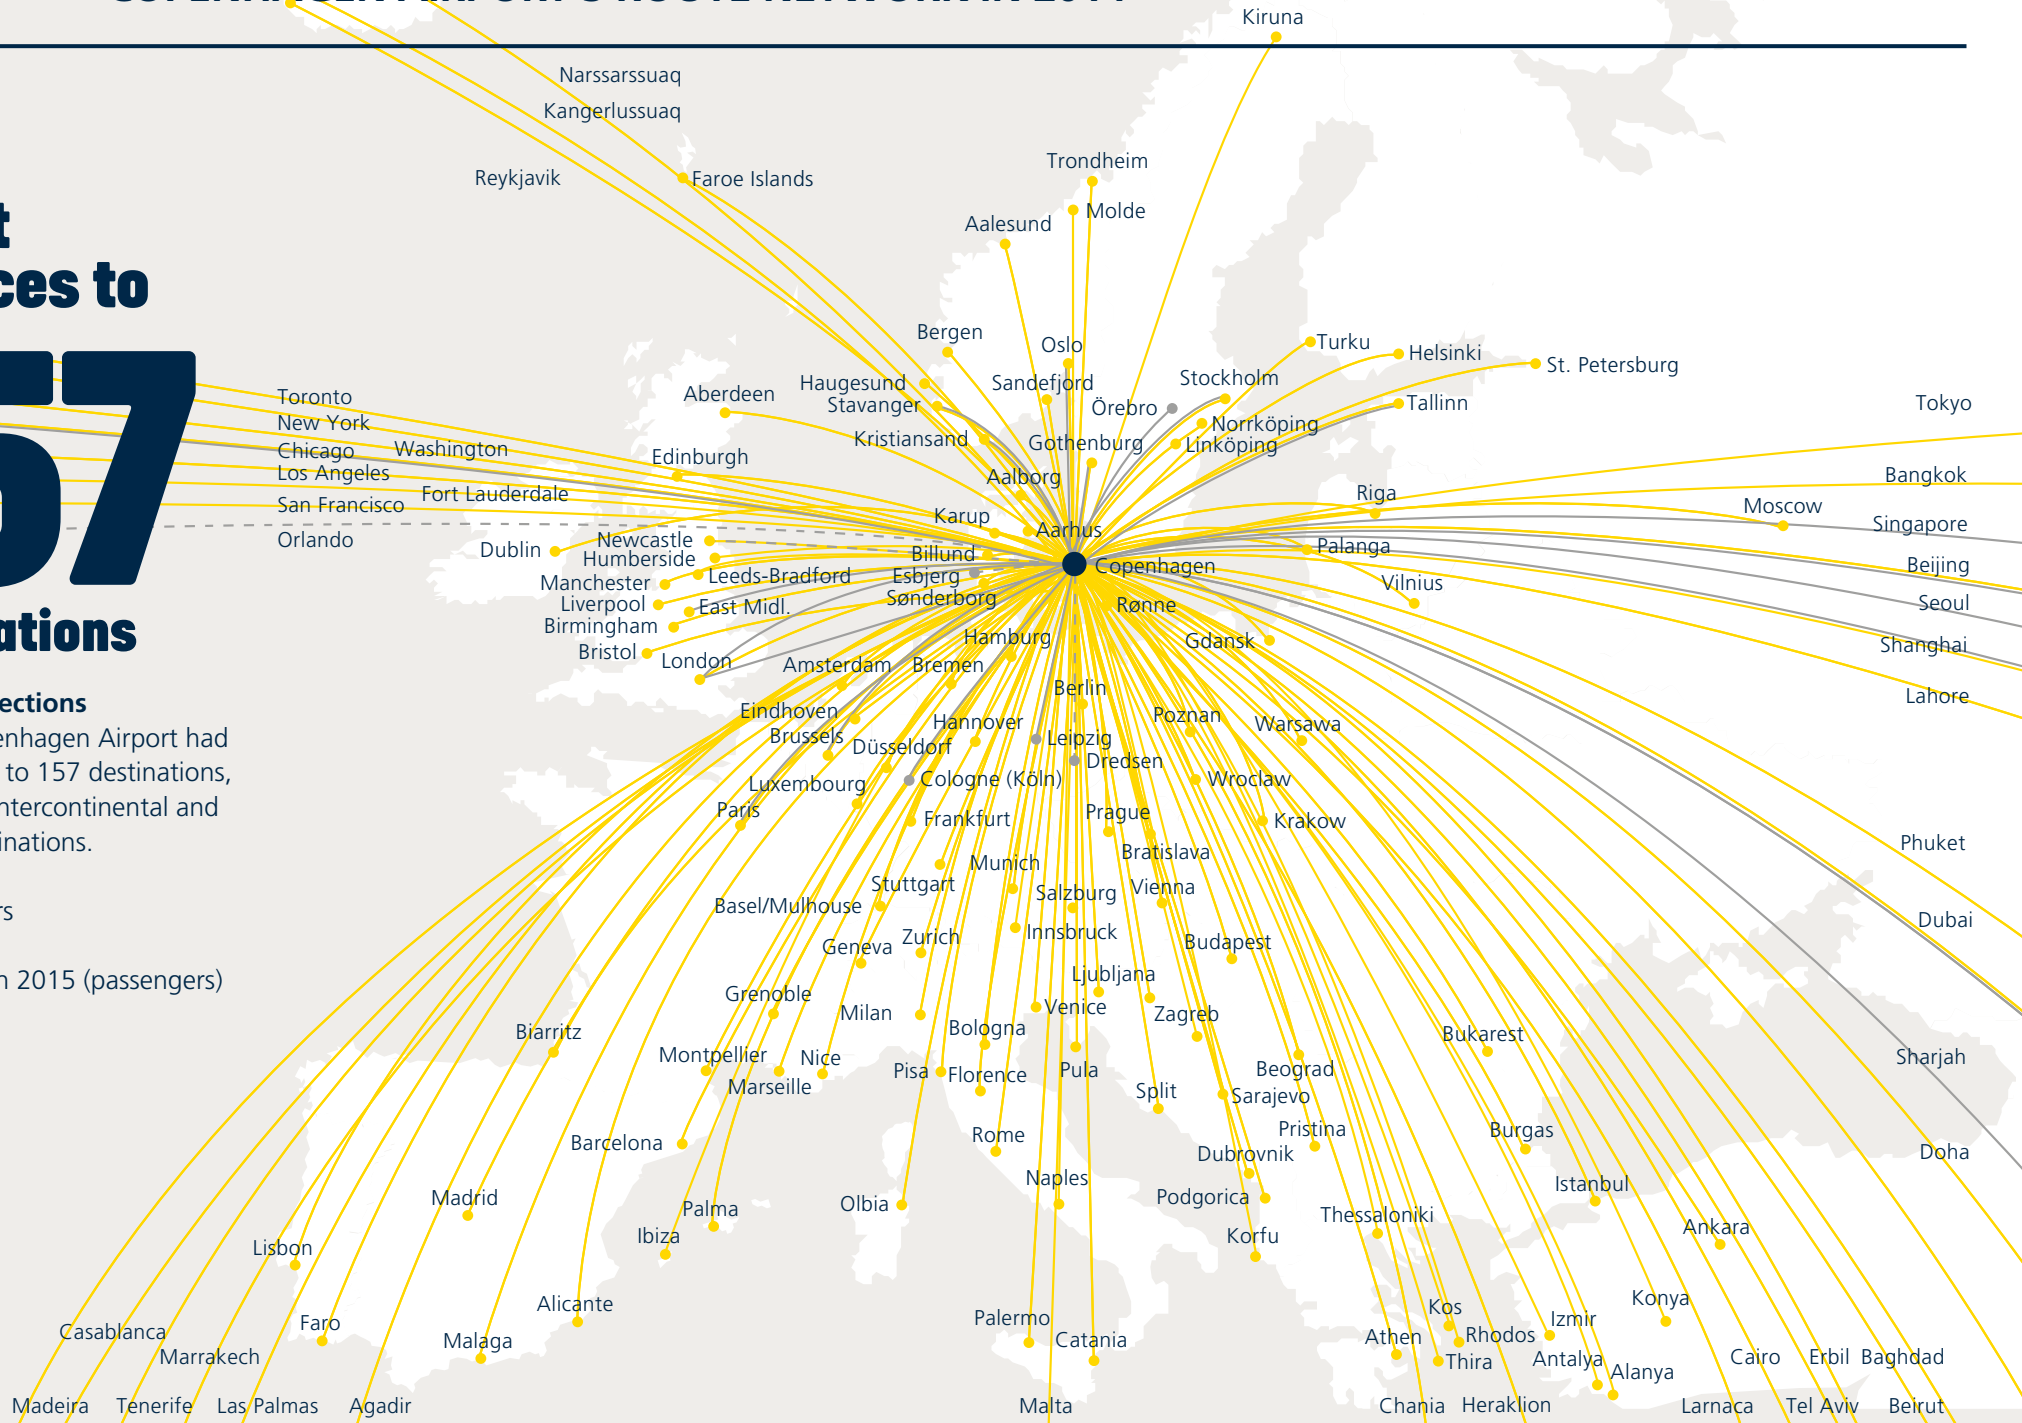 COPENHAGEN AIRPORT'S ROUTE NETWORK IN 2014
Kiruna
Narssarssuaq
Kangerlussuaq
Trondheim
Reykjavik
Faroe Islands
Molde
Aalesund
ces to
Bergen
Oslo
Turku
Helsinki
St. Petersburg
Haugesund
Sandefjord
Stockholm
Aberdeen
Toronto
Stavanger
Örebro
Tallinn
Tokyo
New York
Norrköping
Kristiansand
Gothenburg
Linköping
Chicago
Washington
Edinburgh
Los Angeles
Aalborg
Bangkok
Fort Lauderdale
Riga
San Francisco
Moscow
Karup
Aarhus
Singapore
57
Orlando
Newcastle
Dublin
Humberside
Billund
Palanga
Copenhagen
Beijing
Manchester
Leeds-Bradford
Esbjerg
Vilnius
Liverpool
East Midl.
Sønderborg
Rønne
Seoul
Birmingham
ations
Hamburg
Gdansk
Shanghai
Bristol
London
Amsterdam
Bremen
Berlin
Lahore
ections
Eindhoven
Hannover
Poznan
Warsawa
enhagen Airport had
Brussels
Düsseldorf
Leipzig
Dredsen
to 157 destinations,
Luxembourg
Cologne (Köln)
Wroclaw
ntercontinental and
Paris
Frankfurt
Prague
Krakow
inations.
Munich
Bratislava
Phuket
Stuttgart
Salzburg
Vienna
rs
Basel/Mulhouse
Dubai
Geneva
Zurich
Innsbruck
Budapest
n 2015 (passengers)
Ljubljana
Grenoble
Milan
Venice
Zagreb
Biarritz
Bologna
Bukarest
Montpellier
Nice
Sharjah
Marseille
Pisa
Florence
Pula
Beograd
Split
Sarajevo
Barcelona
Rome
Pristina
Burgas
Dubrovnik
Doha
Madrid
Naples
Istanbul
Palma
Olbia
Podgorica
Thessaloniki
Ankara
Lisbon
Ibiza
Korfu
Alicante
Konya
Faro
Palermo
Kos
Izmir
Casablanca
Malaga
Catania
Athen
Rhodos
Marrakech
Thira
Antalya
Alanya
Cairo
Erbil
Baghdad
Madeira
Tenerife
Las Palmas
Agadir
Malta
Chania
Heraklion
Larnaca
Tel Aviv
Beirut